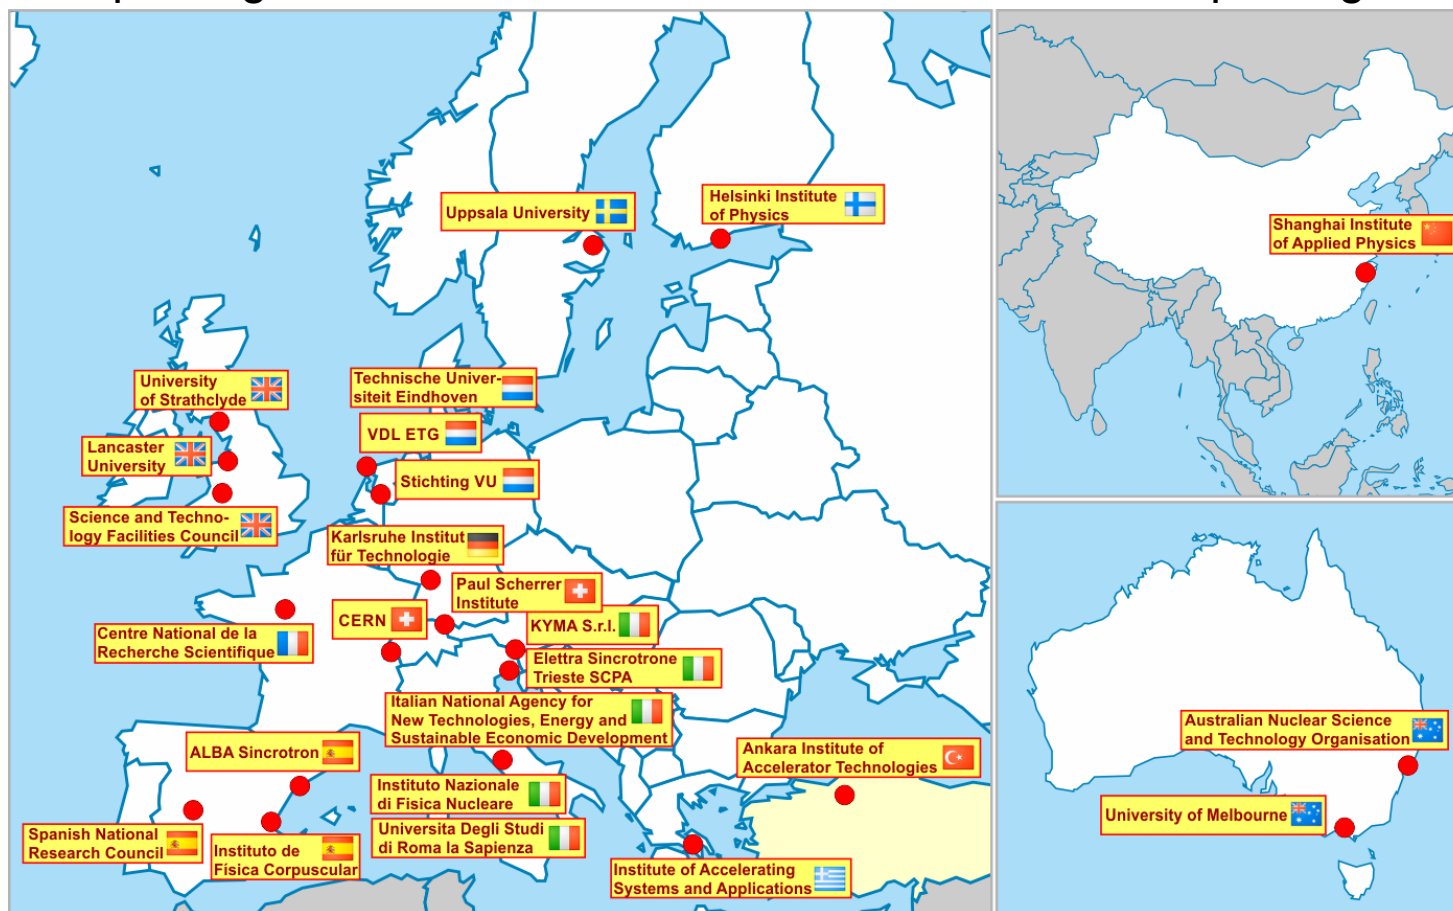 Uppsala University
Helsinki Institute
of Physics
Shanghai Institute
of Applied Physics
University
of Strathclyde
Technische Univer-
siteit Eindhoven
VDL ETG
Lancaster
University
Stichting VU
Science and Techno-
logy Facilities Council
Karlsruhe Institut
für Technologie
Paul Scherrer
Institute
CERN
KYMA S.r.l.
Centre National de la
Recherche Scientifique
Elettra Sincrotrone
Trieste SCPA
Italian National Agency for
New Technologies, Energy and
Sustainable Economic Development
Australian Nuclear Science
and Technology Organisation
ALBA Sincrotron
Ankara Institute of
Accelerator Technologies
Instituto Nazionale
di Fisica Nucleare
University of Melbourne
Spanish National
Research Council
Instituto de
Física Corpuscular
Universita Degli Studi
di Roma la Sapienza
Institute of Accelerating
Systems and Applications